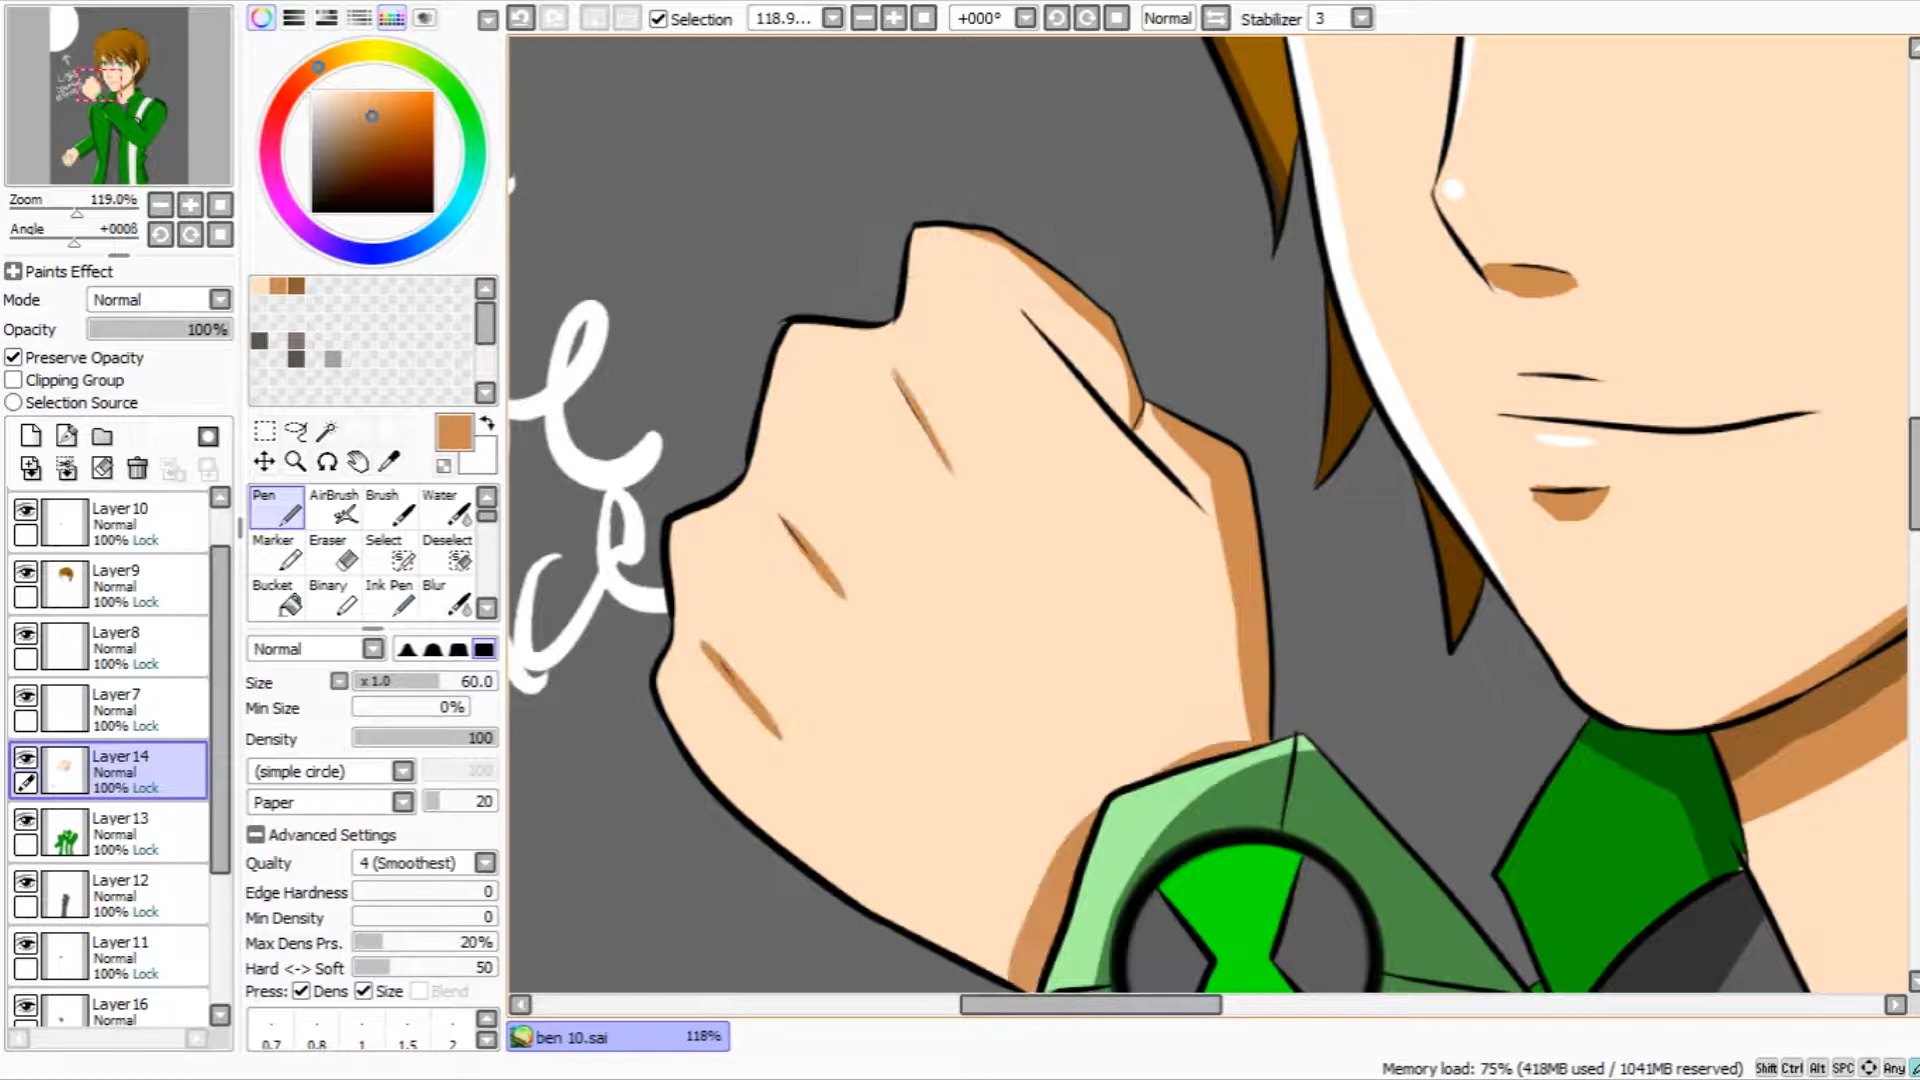 Selection 118.9... +000° Normal Stabilizer 3
Zoom 119.0%
Angle +000ß
Paints Effect
Mode Normal
Opacity 100%
Preserve Opacity
Clipping Group
Selection Source
Layer10
Normal
100% Lock
Layer9
Normal
100% Lock
Layer8
Normal
100% Lock
Layer7
Normal
100% Lock
Layer14
Normal
100% Lock
Layer13
Normal
100% Lock
Layer12
Normal
100% Lock
Layer11
Normal
100% Lock
Layer16
Normal
Pen AirBrush Brush Water
Marker Eraser Select Deselect
Bucket Binary Ink Pen Blur
Normal
Size x 1.0 60.0
Min Size 0%
Density 100
(simple circle) 100
Paper 20
Advanced Settings
Qualty 4 (Smoothest)
Edge Hardness 0
Min Density 0
Max Dens Prs. 20%
Hard <-> Soft 50
Press: Dens Size Blend
0.7 0.8 1 1.5 2
ben 10.sai 118%
Memory load: 75% (418MB used / 1041MB reserved) Shift Ctrl Alt SPC Any